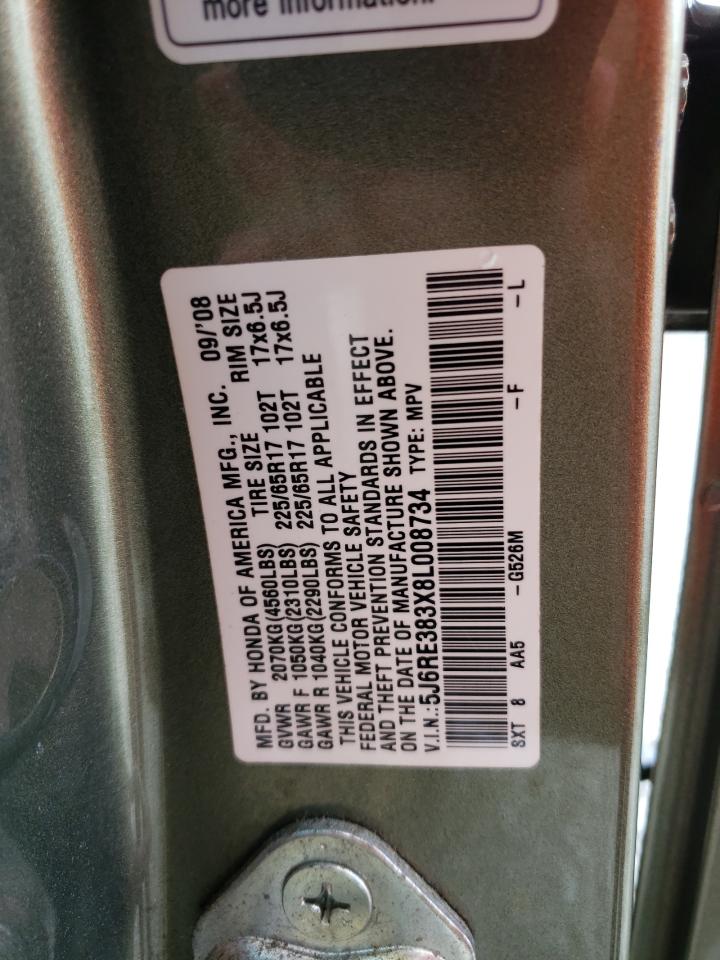 more information.
MFD. BY HONDA OF AMERICA MFG., INC. 09/'08
TIRE SIZE RIM SIZE
GVWR 2070KG(4560LBS)
GAWR F 1050KG(2310LBS) 225/65R17 102T 17x6.5J
GAWR R 1040KG(2290LBS) 225/65R17 102T 17x6.5J
THIS VEHICLE CONFORMS TO ALL APPLICABLE
FEDERAL MOTOR VEHICLE SAFETY
AND THEFT PREVENTION STANDARDS IN EFFECT
ON THE DATE OF MANUFACTURE SHOWN ABOVE.
V.I.N.:5J6RE383X8L008734 TYPE: MPV
SXT 8 AA5 -G526M -F -L